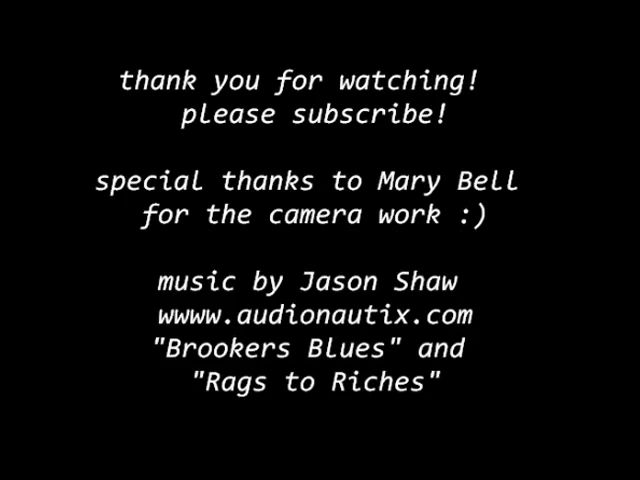 thank you for watching!
please subscribe!
special thanks to Mary Bell
for the camera work :)
music by Jason Shaw
wwww.audionautix.com
"Brookers Blues" and
"Rags to Riches"